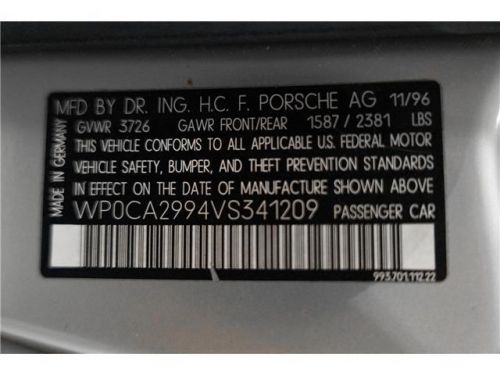 MFD BY DR. ING. H.C. F. PORSCHE AG 11/96
GVWR 3726 GAWR FRONT/REAR 1587 / 2381 LBS
THIS VEHICLE CONFORMS TO ALL APPLICABLE U.S. FEDERAL MOTOR
VEHICLE SAFETY, BUMPER, AND THEFT PREVENTION STANDARDS
IN EFFECT ON THE DATE OF MANUFACTURE SHOWN ABOVE.
WP0CA2994VS341209 PASSENGER CAR
993.701.112.22
MADE IN GERMANY